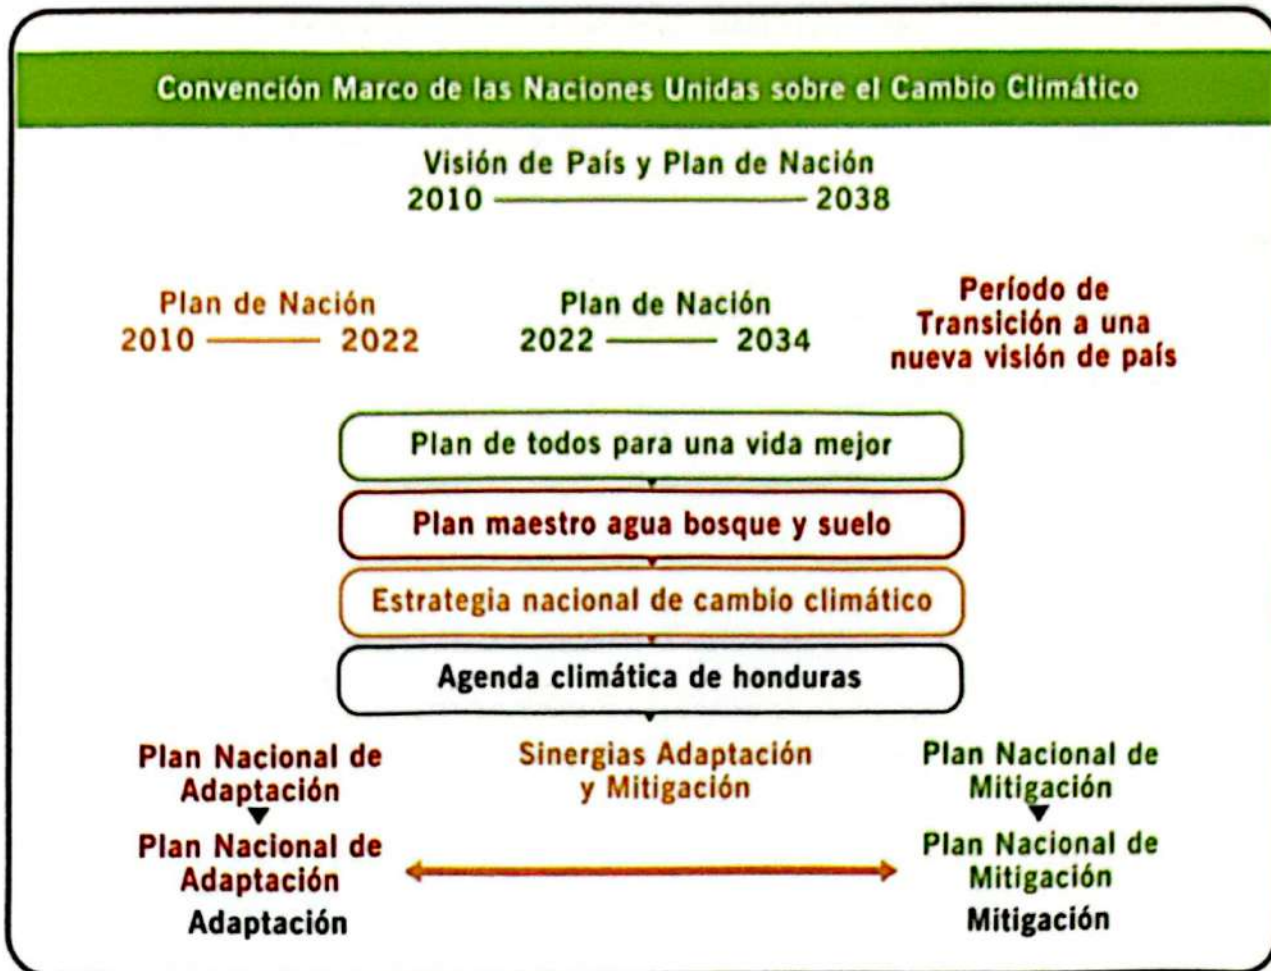 Convención Marco de las Naciones Unidas sobre el Cambio Climático
Visión de País y Plan de Nación
2010 2038
Plan de Nación
2010 2022
Plan de Nación
2022 2034
Período de
Transición a una
nueva visión de país
Plan de todos para una vida mejor
Plan maestro agua bosque y suelo
Estrategia nacional de cambio climático
Agenda climática de honduras
Plan Nacional de
Adaptación
Sinergias Adaptación
y Mitigación
Plan Nacional de
Mitigación
Plan Nacional de
Adaptación
Adaptación
Plan Nacional de
Mitigación
Mitigación